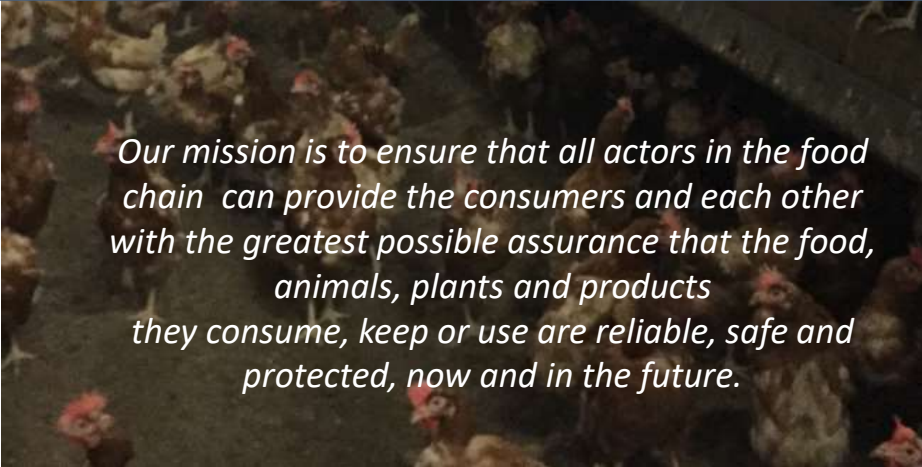 Our mission is to ensure that all actors in the food
chain  can provide the consumers and each other
with the greatest possible assurance that the food,
animals, plants and products
they consume, keep or use are reliable, safe and
protected, now and in the future.